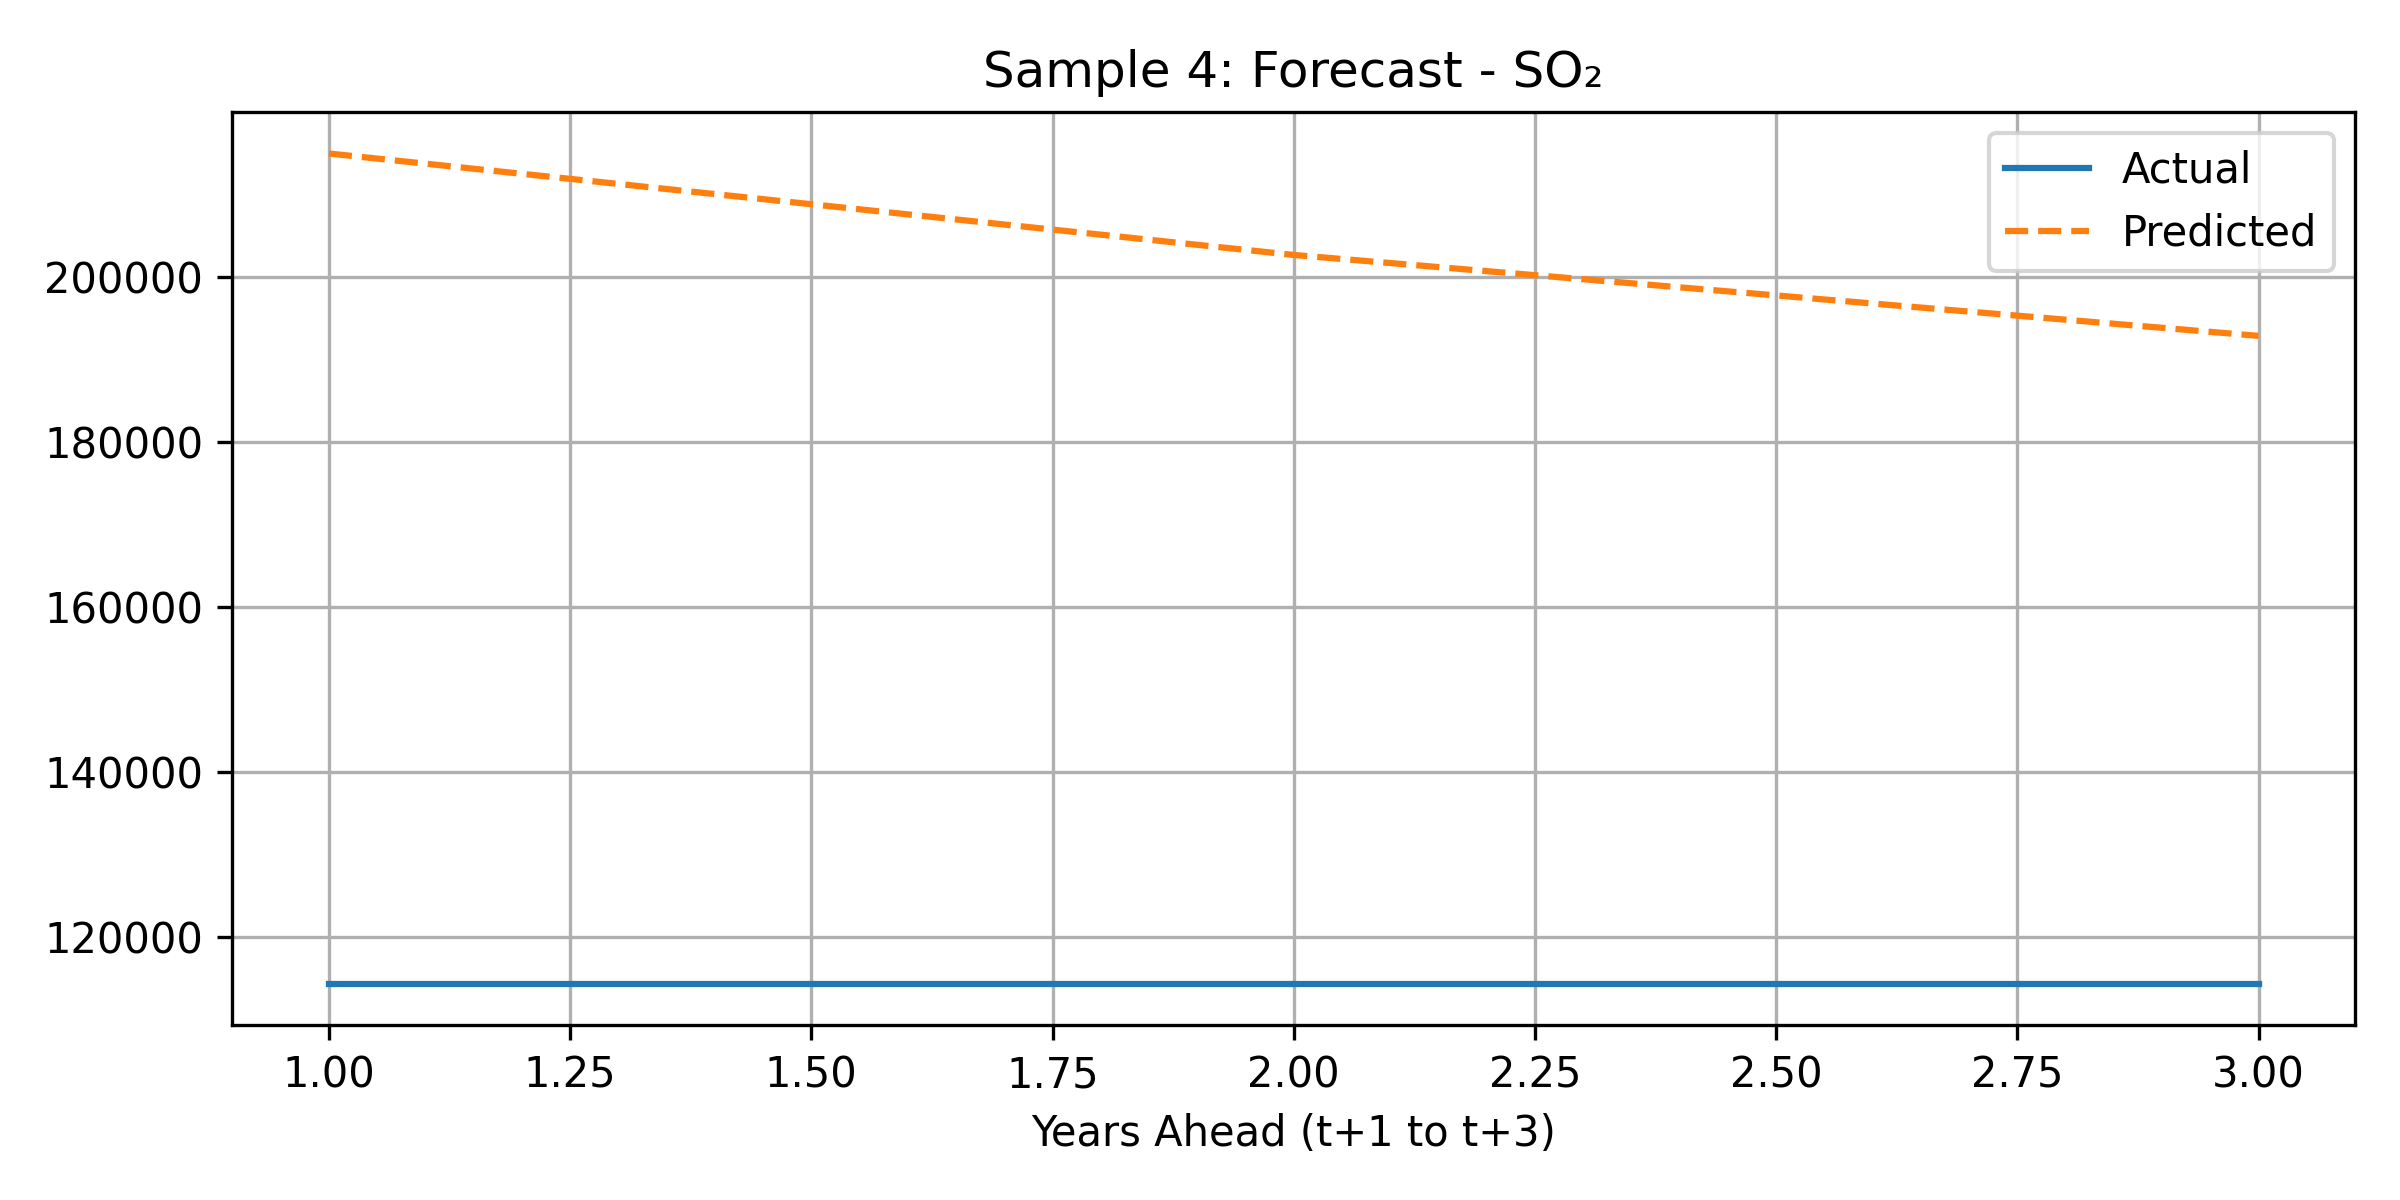 Sample 4: Forecast - SO₂
Actual
Predicted
200000
180000
160000
140000
120000
1.00 1.25 1.50 1.75 2.00 2.25 2.50 2.75 3.00
Years Ahead (t+1 to t+3)